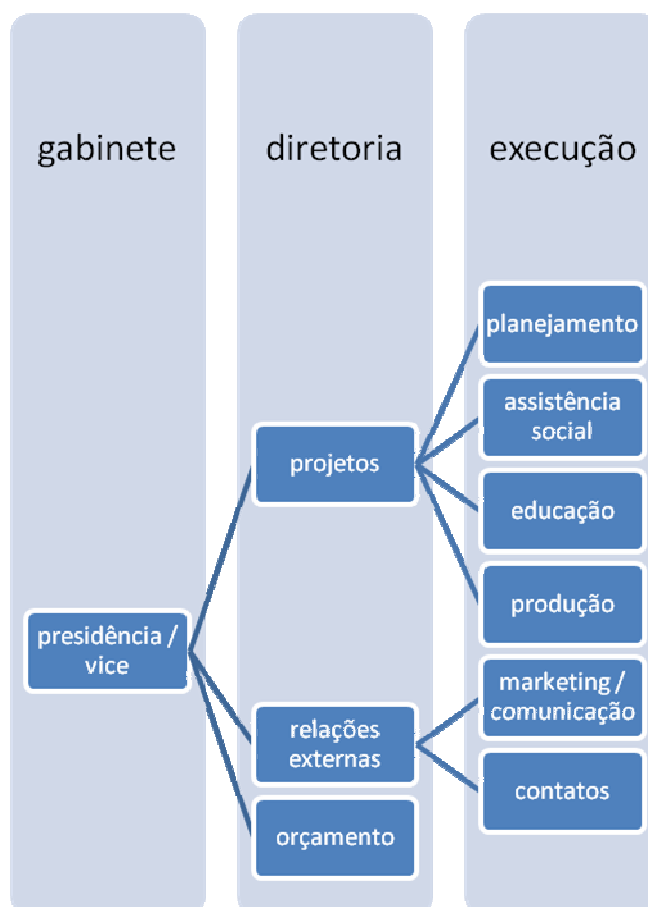 gabinete
diretoria
execução
planejamento
assistência
social
projetos
educação
produção
presidência /
vice
marketing /
comunicação
relações
externas
contatos
orçamento